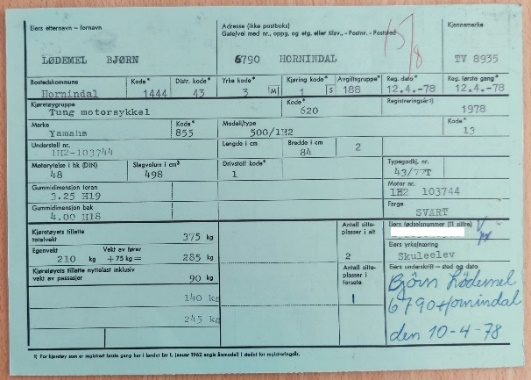 Eiers etternavn - fornavn
Adresse (ikke postboks)
Kjennemerke
Gate/vei med nr., oppg. og etg. eller tilsv., - Postnr. - Poststed
15/8
LØDEMEL BJØRN
6790 HORNINDAL
TV 8935
Bostedskommune Kode* Distr. kode* Trke kode* Kjøring kode* Avgiftsgruppe* Reg. dato* Reg. første gang*
Hornindal 1444 43 3 M 1 S 188 12.4.-78 12.4.-78
Kjøretøygruppe Kode* Registreringsår1)
Tung motorsykkel 620 1978
Merke Kode* Modell/type Kode*
Yamaha 855 500/1H2 13
Understell nr. Lengde i cm Bredde i cm
1H2-103744 84 2
Motorytelse i hk (DIN) Slagvolum i cm³ Drivstoff kode* Typegodkj. nr.
48 498 1 43/77T
Gummidimensjon foran Motor nr.
3.25 H19 1H2 103744
Gummidimensjon bak Farge
4.00 H18 SVART
Kjøretøyets tillatte totalvekt 375 kg
Antall sitteplasser i alt
2
Eiers fødselsnummer (11 sifre)
Egenvekt Vekt av fører
210 kg +75 kg = 285 kg
Eiers yrke/næring
Skuleelev
Kjøretøyets tillatte nyttelast inklusiv vekt av passasjer 90 kg
Antall sitteplasser i forsete
1
Eiers underskrift - sted og dato
140 kg
245 kg
Bjørn Lødemel
6790 Hornindal
den 10-4-78
1) For kjøretøy som er registrert første gang her i landet før 1. januar 1962 angis årsmodell i stedet for registreringsår.